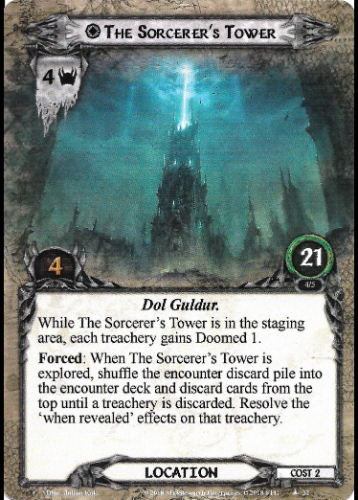 THE SORCERER'S TOWER
4
4
21
4/5
Dol Guldur.
While The Sorcerer's Tower is in the staging
area, each treachery gains Doomed 1.
Forced: When The Sorcerer's Tower is
explored, shuffle the encounter discard pile into
the encounter deck and discard cards from the
top until a treachery is discarded. Resolve the
'when revealed' effects on that treachery.
LOCATION
COST 2